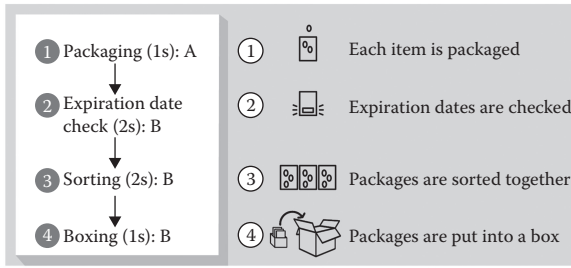 1 Packaging (1s): A
2 Expiration date
check (2s): B
3 Sorting (2s): B
4 Boxing (1s): B
1 Each item is packaged
2 Expiration dates are checked
3 Packages are sorted together
4 Packages are put into a box